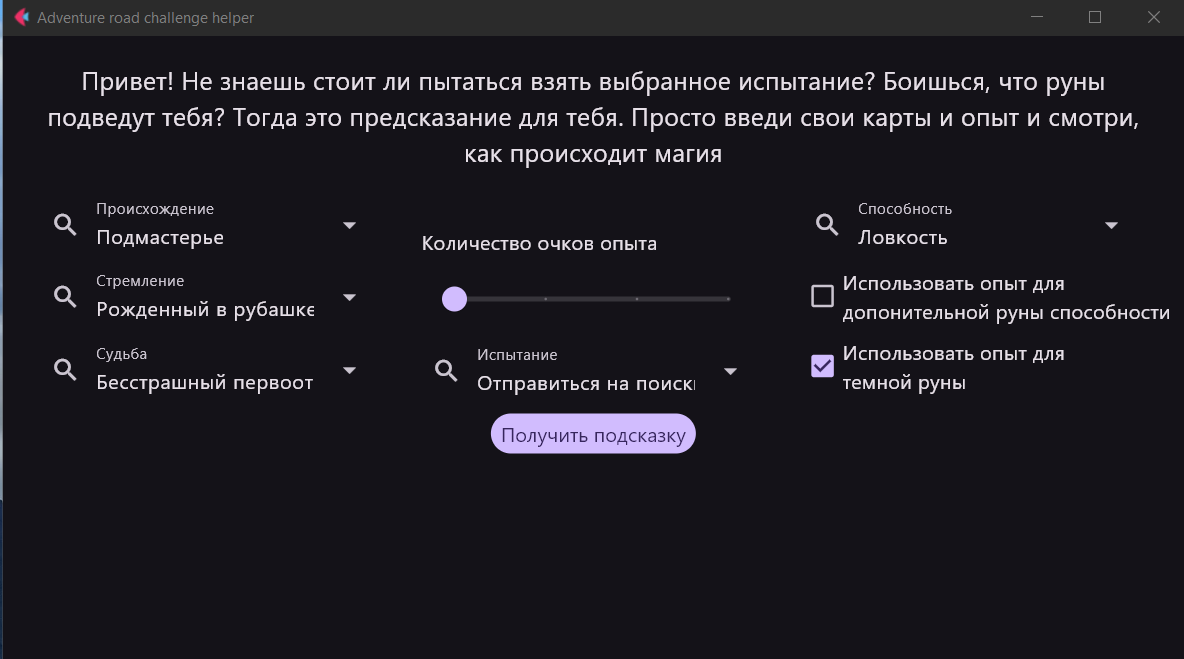 Adventure road challenge helper
Привет! Не знаешь стоит ли пытаться взять выбранное испытание? Боишься, что руны
подведут тебя? Тогда это предсказание для тебя. Просто введи свои карты и опыт и смотри,
как происходит магия
Происхождение
Подмастерье
Стремление
Рожденный в рубашке
Судьба
Бесстрашный первоот
Количество очков опыта
Испытание
Отправиться на поиск
Получить подсказку
Способность
Ловкость
Использовать опыт для
допонительной руны способности
Использовать опыт для
темной руны